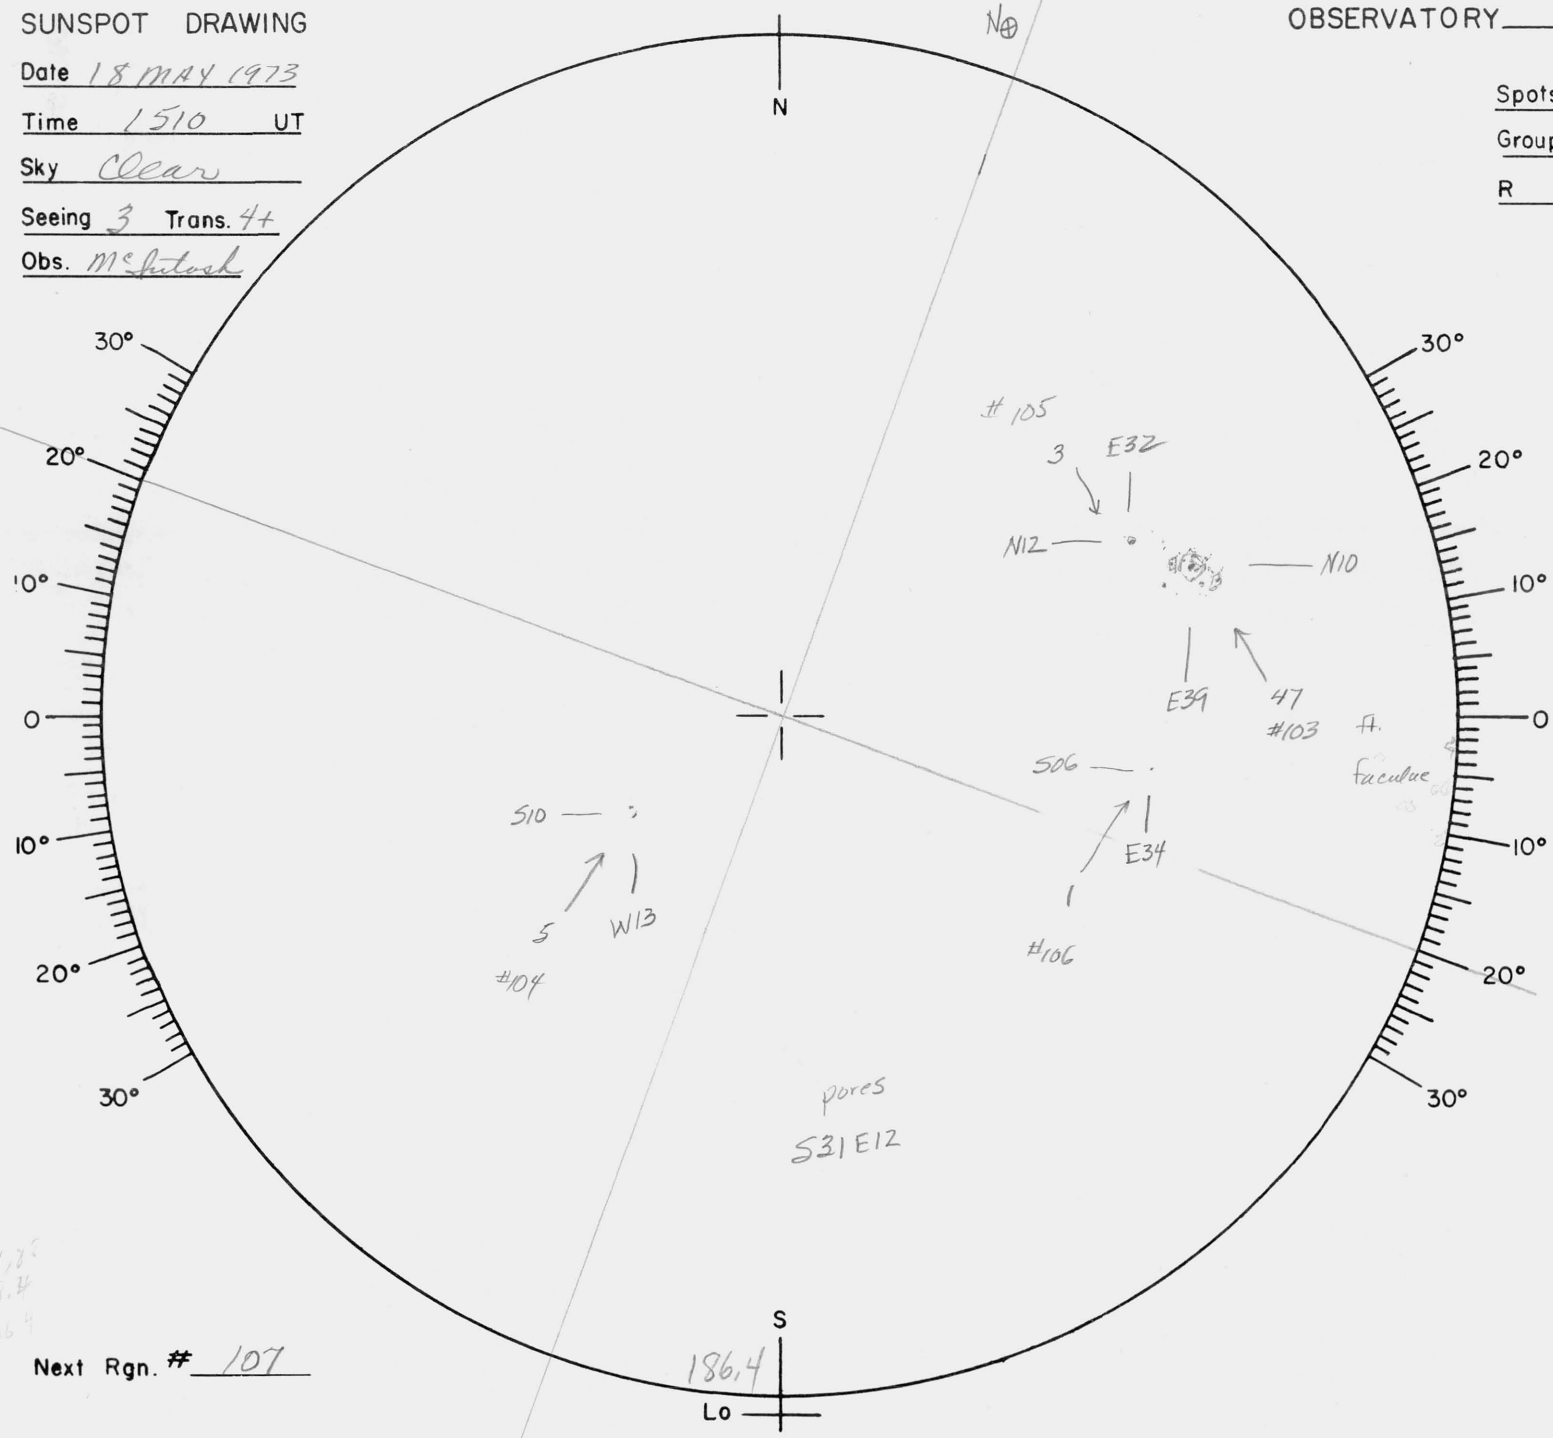 SUNSPOT DRAWING
Date 18 MAY 1973
Time 1510 UT
Sky Clear
Seeing 3 Trans. 4+
Obs. McIntosh
OBSERVATORY
Spots
Group
R
N⊕
N
30°
30°
20°
20°
10°
10°
0
0
10°
10°
20°
20°
30°
30°
#105
3 E32
N12
N10
E39
47
#103
ft.
faculae
S06
E34
1
#106
S10
W13
5
#104
pores
S31E12
S
186.4
Lo
Next Rgn. # 107